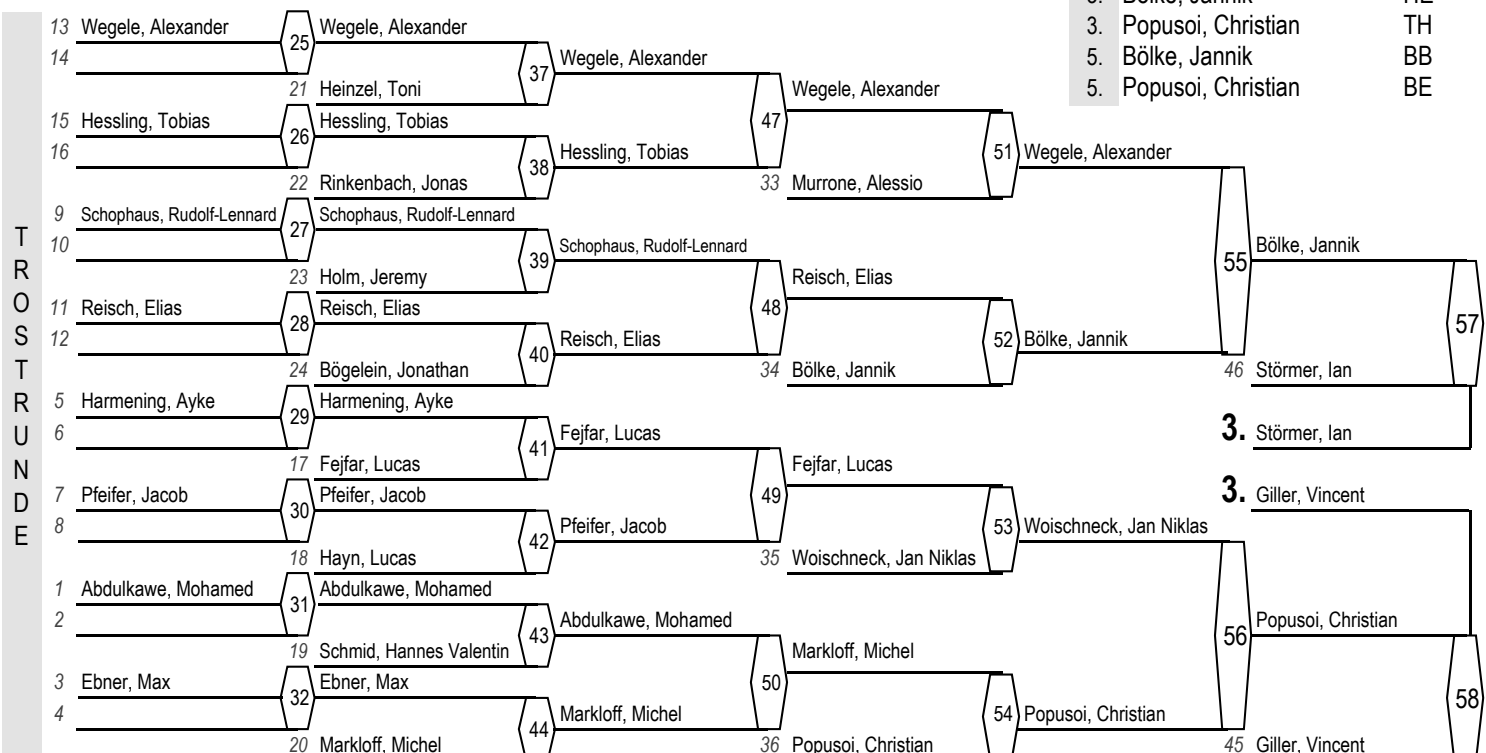 3. Bölke, Jannik HE
3. Popusoi, Christian TH
5. Bölke, Jannik BB
5. Popusoi, Christian BE
TROSTRUNDE
13 Wegele, Alexander
14
25
Wegele, Alexander
21 Heinzel, Toni
37
Wegele, Alexander
15 Hessling, Tobias
16
26
Hessling, Tobias
22 Rinkenbach, Jonas
38
Hessling, Tobias
47
Wegele, Alexander
33 Murrone, Alessio
51
Wegele, Alexander
9 Schophaus, Rudolf-Lennard
10
27
Schophaus, Rudolf-Lennard
23 Holm, Jeremy
39
Schophaus, Rudolf-Lennard
11 Reisch, Elias
12
28
Reisch, Elias
24 Bögelein, Jonathan
40
Reisch, Elias
48
Reisch, Elias
34 Bölke, Jannik
52
Bölke, Jannik
55
Bölke, Jannik
46 Störmer, Ian
57
3. Störmer, Ian
5 Harmening, Ayke
6
29
Harmening, Ayke
17 Fejfar, Lucas
41
Fejfar, Lucas
7 Pfeifer, Jacob
8
30
Pfeifer, Jacob
18 Hayn, Lucas
42
Pfeifer, Jacob
49
Fejfar, Lucas
35 Woischneck, Jan Niklas
53
Woischneck, Jan Niklas
3. Giller, Vincent
1 Abdulkawe, Mohamed
2
31
Abdulkawe, Mohamed
19 Schmid, Hannes Valentin
43
Abdulkawe, Mohamed
3 Ebner, Max
4
32
Ebner, Max
20 Markloff, Michel
44
Markloff, Michel
50
Markloff, Michel
36 Popusoi, Christian
54
Popusoi, Christian
56
Popusoi, Christian
45 Giller, Vincent
58